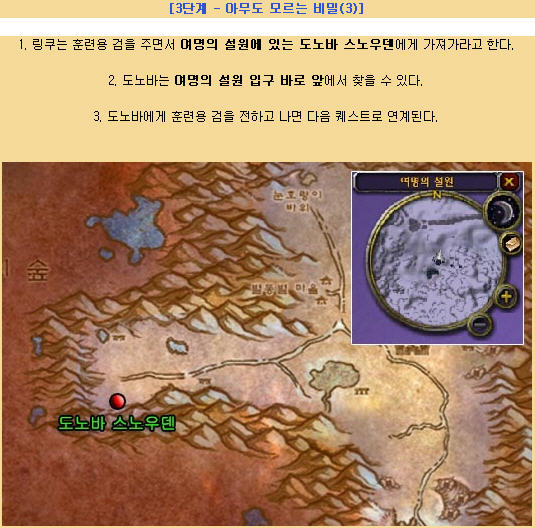 [3단계 - 아무도 모르는 비밀(3)]
1. 링쿠는 훈련용 검을 주면서 여명의 설원에 있는 도노바 스노우덴에게 가져가라고 한다.
2. 도노바는 여명의 설원 입구 바로 앞에서 찾을 수 있다.
3. 도노바에게 훈련용 검을 전하고 나면 다음 퀘스트로 연계된다.
여명의 설원
N
눈호랑이
바위
별똥별 마을
숲
도노바 스노우덴